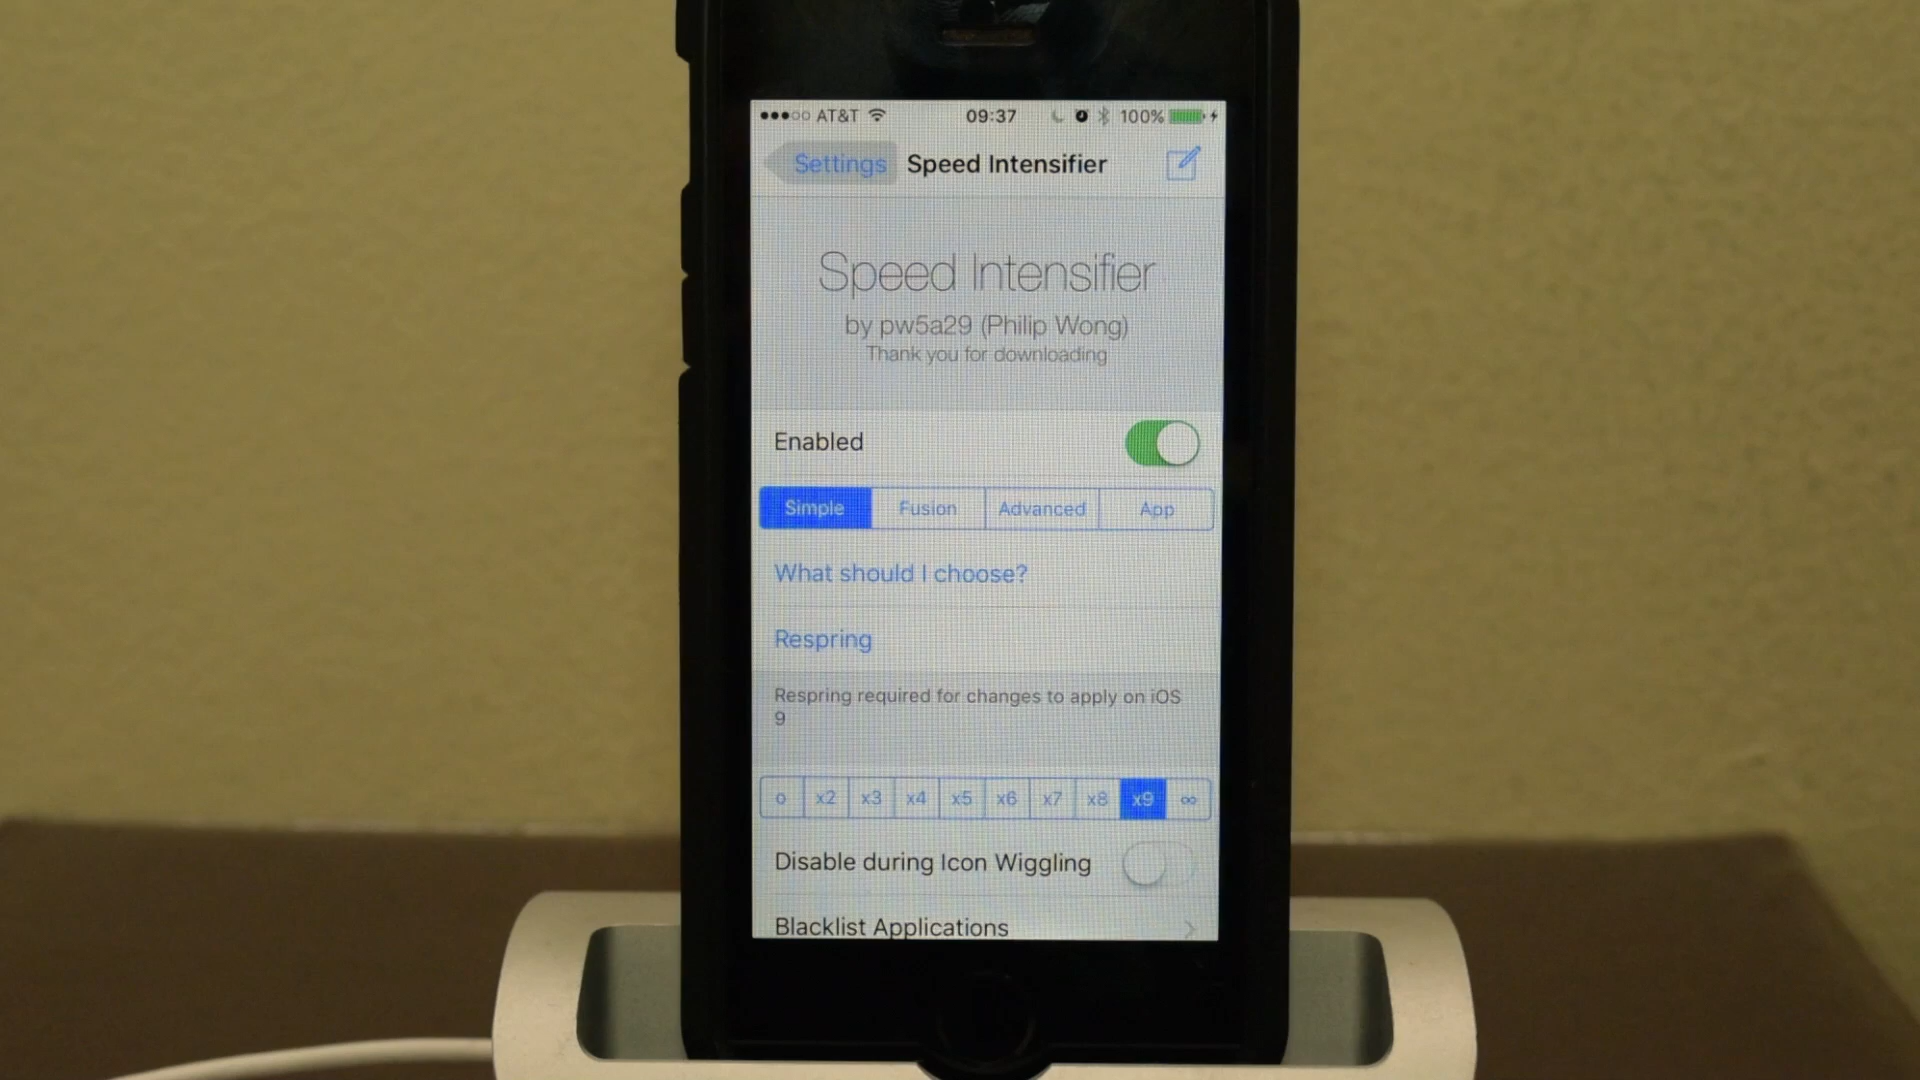 AT&T 09:37 100%
Settings Speed Intensifier
Speed Intensifier
by pw5a29 (Philip Wong)
Thank you for downloading
Enabled
Simple Fusion Advanced App
What should I choose?
Respring
Respring required for changes to apply on iOS
9
o x2 x3 x4 x5 x6 x7 x8 x9 ∞
Disable during Icon Wiggling
Blacklist Applications